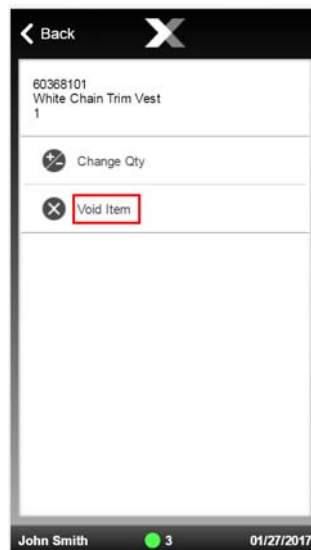 Back
60368101
White Chain Trim Vest
1
Change Qty
Void Item
John Smith 3 01/27/2017